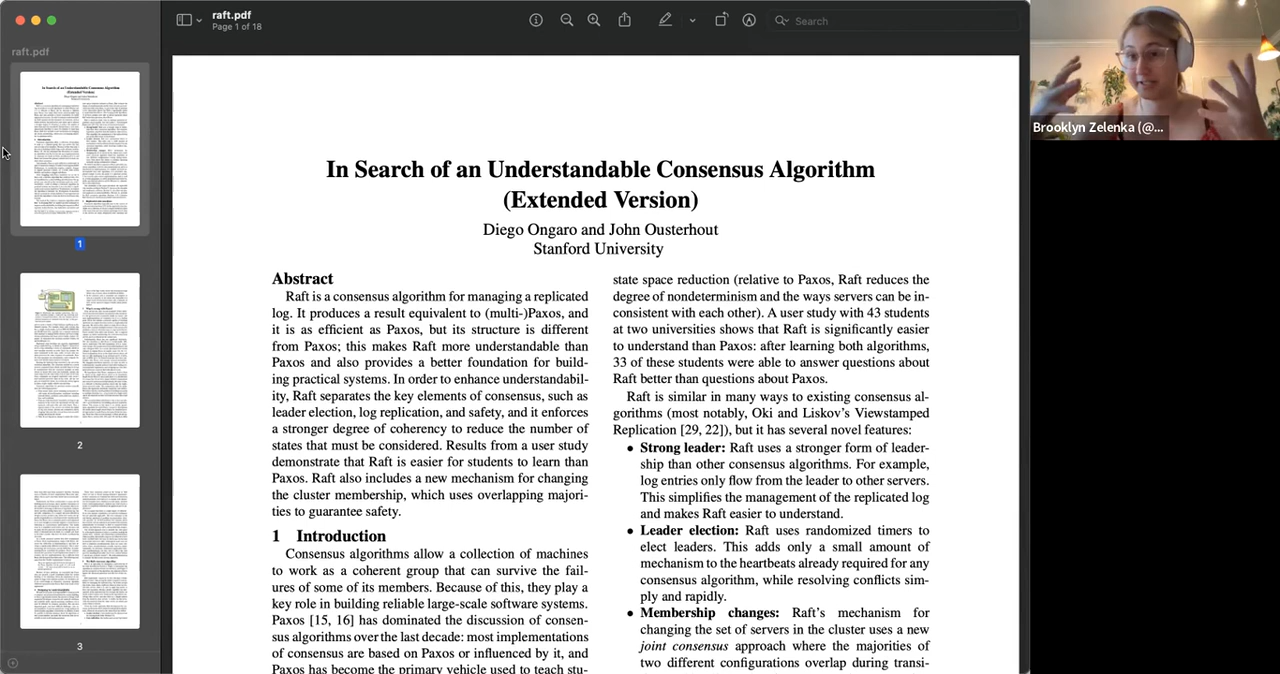 raft.pdf
Page 1 of 18
Search
raft.pdf
1
2
3
In Search of an Understandable Consensus Algorithm
(Extended Version)
Diego Ongaro and John Ousterhout
Stanford University
Abstract
Raft is a consensus algorithm for managing a replicated
log. It produces a result equivalent to (multi-)Paxos, and
it is as efficient as Paxos, but its structure is different
from Paxos; this makes Raft more understandable than
Paxos and also provides a better foundation for build-
ing practical systems. In order to enhance understandabil-
ity, Raft separates the key elements of consensus, such as
leader election, log replication, and safety, and it enforces
a stronger degree of coherency to reduce the number of
states that must be considered. Results from a user study
demonstrate that Raft is easier for students to learn than
Paxos. Raft also includes a new mechanism for changing
the cluster membership, which uses overlapping majori-
ties to guarantee safety.
1 Introduction
Consensus algorithms allow a collection of machines
to work as a coherent group that can survive the fail-
ures of some of its members. Because of this, they play a
key role in building reliable large-scale software systems.
Paxos [15, 16] has dominated the discussion of consen-
sus algorithms over the last decade: most implementations
of consensus are based on Paxos or influenced by it, and
Paxos has become the primary vehicle used to teach stu-
state space reduction (relative to Paxos, Raft reduces the
degree of nondeterminism and the ways servers can be in-
consistent with each other). A user study with 43 students
at two universities shows that Raft is significantly easier
to understand than Paxos: after learning both algorithms,
33 of these students were able to answer questions about
Raft better than questions about Paxos.
Raft is similar in many ways to existing consensus al-
gorithms (most notably, Oki and Liskov's Viewstamped
Replication [29, 22]), but it has several novel features:
• Strong leader: Raft uses a stronger form of leader-
ship than other consensus algorithms. For example,
log entries only flow from the leader to other servers.
This simplifies the management of the replicated log
and makes Raft easier to understand.
• Leader election: Raft uses randomized timers to
elect leaders. This adds only a small amount of
mechanism to the heartbeats already required for any
consensus algorithm, while resolving conflicts sim-
ply and rapidly.
• Membership changes: Raft's mechanism for
changing the set of servers in the cluster uses a new
joint consensus approach where the majorities of
two different configurations overlap during transi-
Brooklyn Zelenka (@...